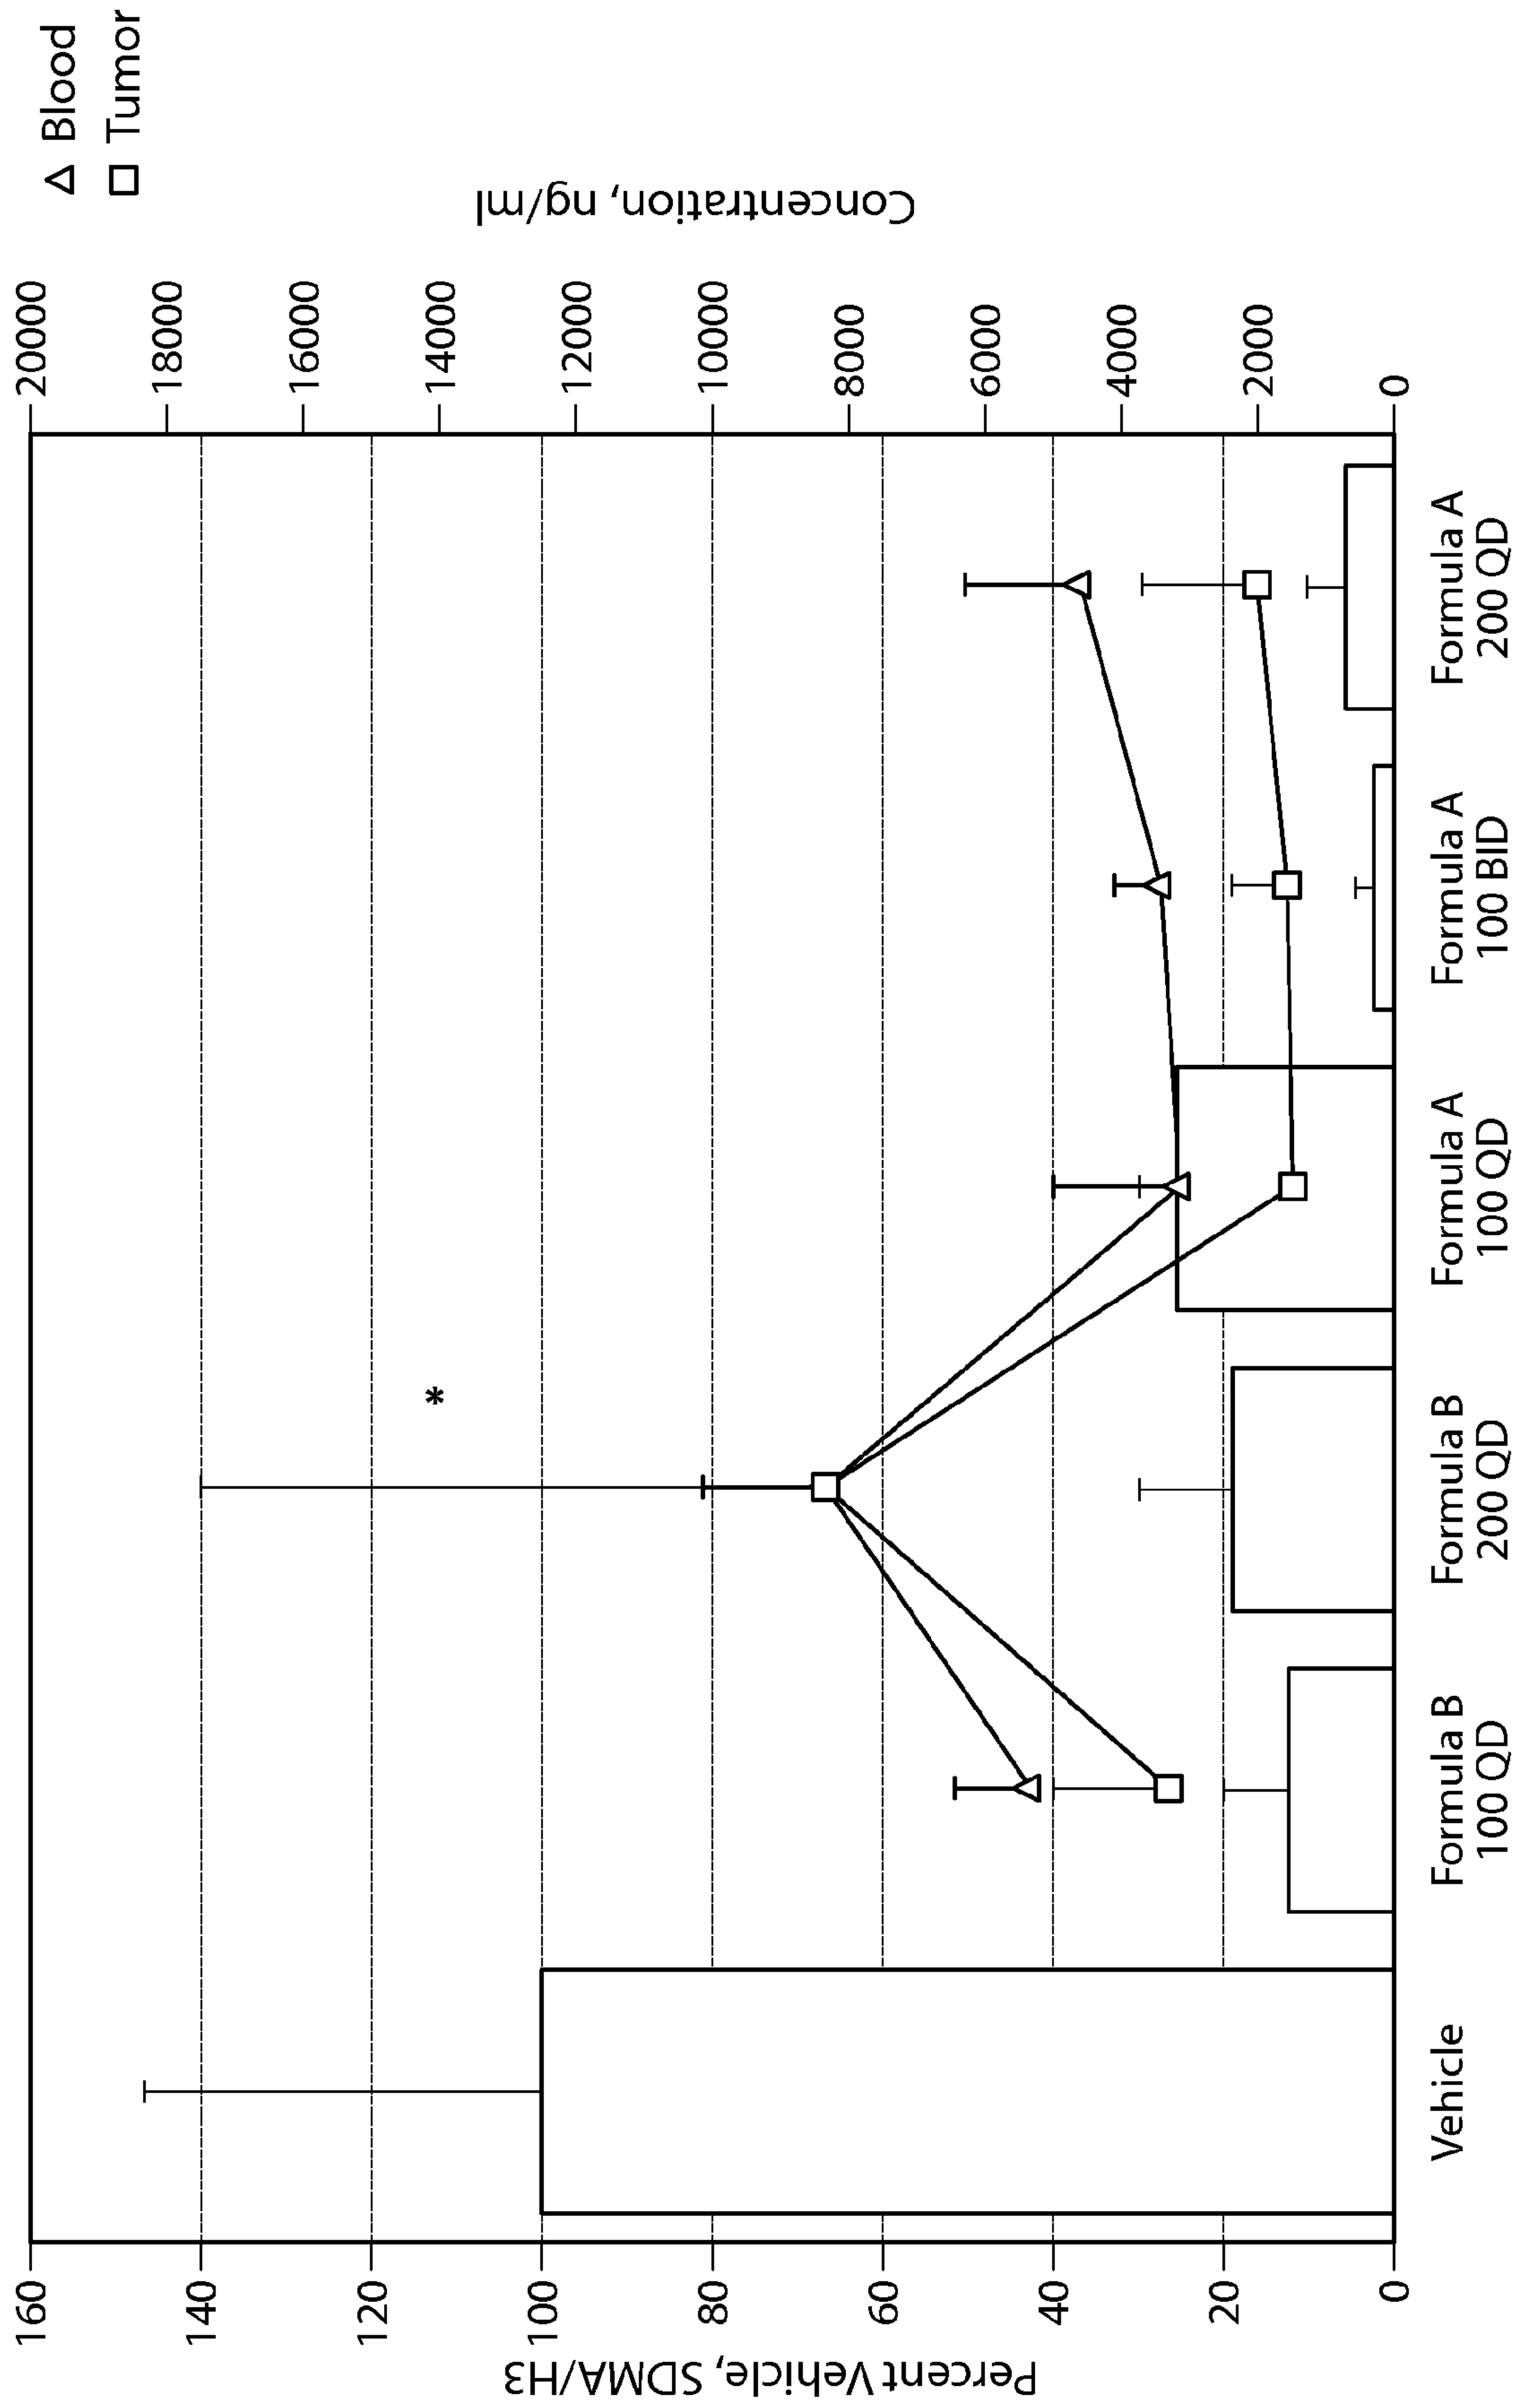 △ Blood
□ Tumor
Percent Vehicle, SDMA/H3
160
140
120
100
80
60
40
20
0
Concentration, ng/ml
20000
18000
16000
14000
12000
10000
8000
6000
4000
2000
0
*
Vehicle
Formula B
100 QD
Formula B
200 QD
Formula A
100 QD
Formula A
100 BID
Formula A
200 QD